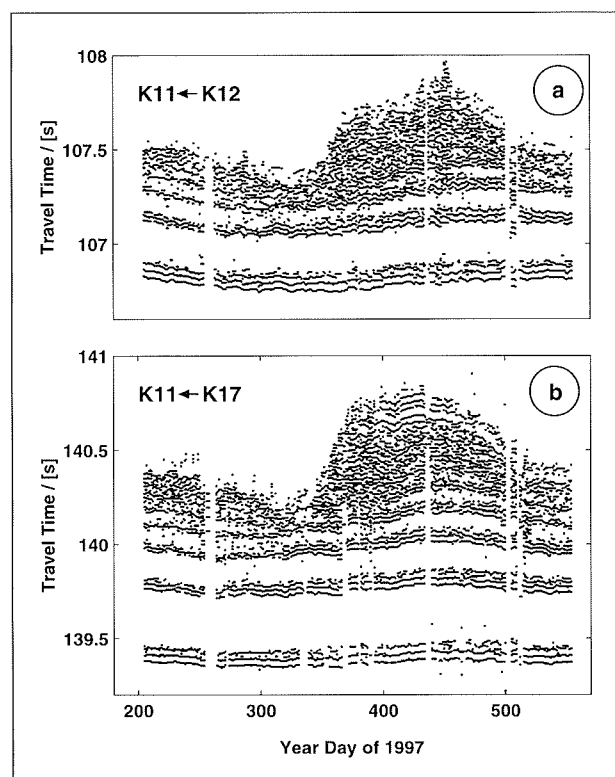 108
K11←K12
a
107.5
Travel Time / [s]
107
141
K11←K17
b
140.5
Travel Time / [s]
140
139.5
200
300
400
500
Year Day of 1997